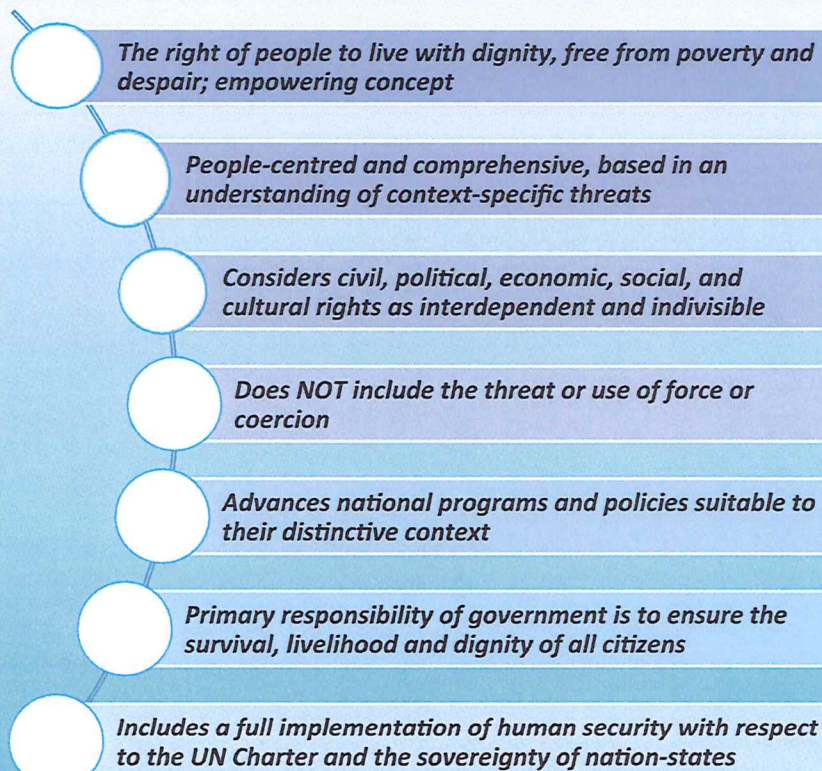 The right of people to live with dignity, free from poverty and
despair; empowering concept
People-centred and comprehensive, based in an
understanding of context-specific threats
Considers civil, political, economic, social, and
cultural rights as interdependent and indivisible
Does NOT include the threat or use of force or
coercion
Advances national programs and policies suitable to
their distinctive context
Primary responsibility of government is to ensure the
survival, livelihood and dignity of all citizens
Includes a full implementation of human security with respect
to the UN Charter and the sovereignty of nation-states